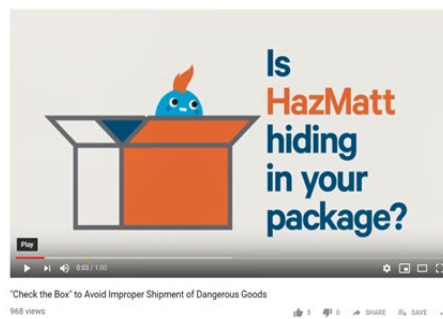 Is
HazMatt
hiding
in your
package?
Play
0:03 / 1:00
"Check the Box" to Avoid Improper Shipment of Dangerous Goods
968 views
5
0
SHARE
SAVE